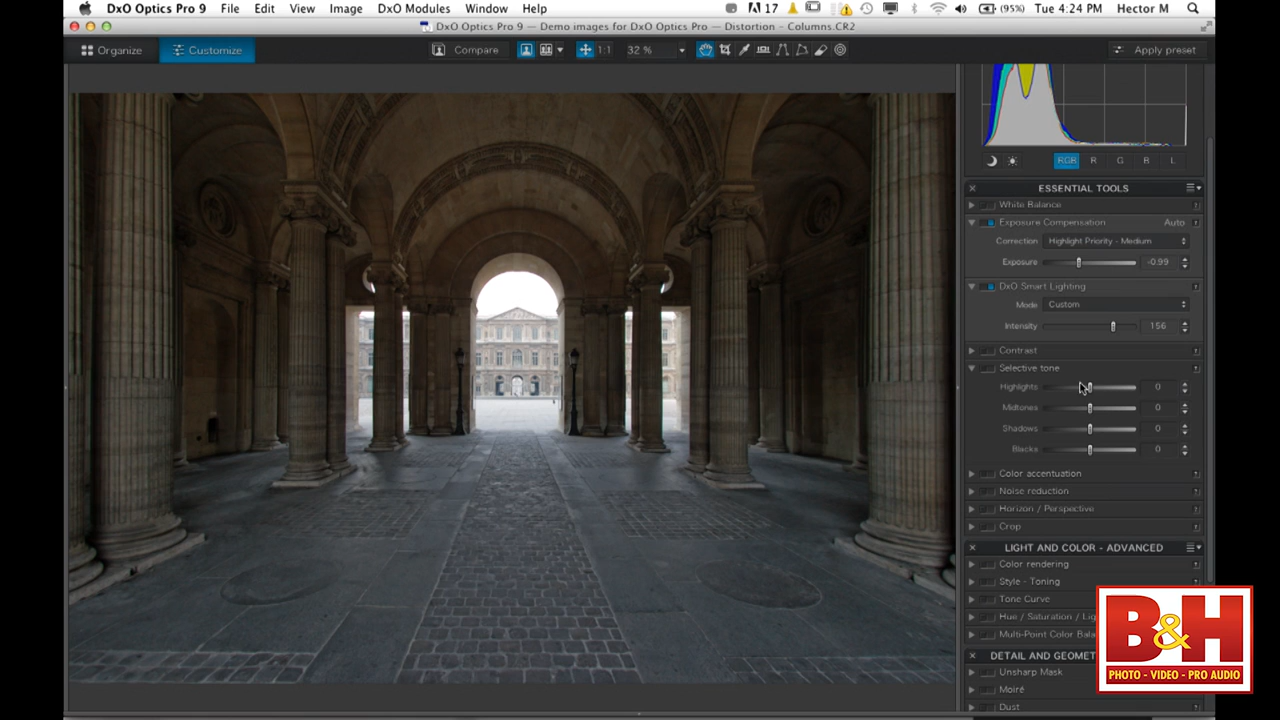 DxO Optics Pro 9 File Edit View Image DxO Modules Window Help 17 (95%) Tue 4:24 PM Hector M
DxO Optics Pro 9 — Demo images for DxO Optics Pro — Distortion - Columns.CR2
Organize Customize Compare 1:1 32 % Apply preset
RGB R G B L
ESSENTIAL TOOLS
White Balance
Exposure Compensation Auto
Correction Highlight Priority - Medium
Exposure -0.99
DxO Smart Lighting
Mode Custom
Intensity 156
Contrast
Selective tone
Highlights 0
Midtones 0
Shadows 0
Blacks 0
Color accentuation
Noise reduction
Horizon / Perspective
Crop
LIGHT AND COLOR - ADVANCED
Color rendering
Style - Toning
Tone Curve
Hue / Saturation / Lig
Multi-Point Color Bala
DETAIL AND GEOMET
Unsharp Mask
Moiré
Dust
B&H
PHOTO - VIDEO - PRO AUDIO